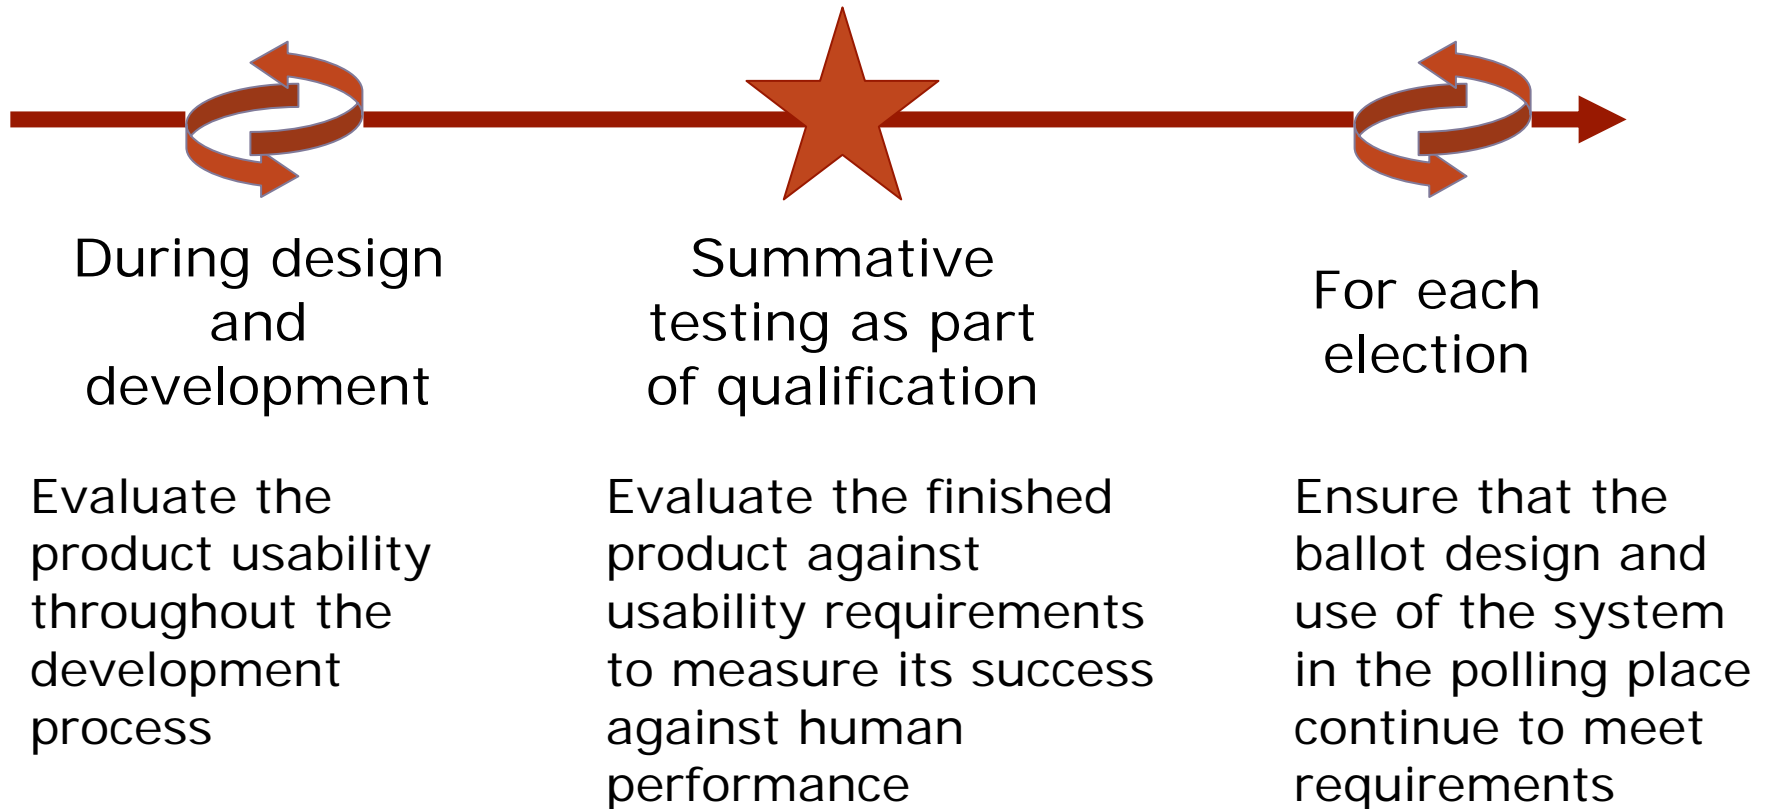 During design
and
development
Summative
testing as part
of qualification
For each
election
Evaluate the
product usability
throughout the
development
process
Evaluate the finished
product against
usability requirements
to measure its success
against human
performance
Ensure that the
ballot design and
use of the system
in the polling place
continue to meet
requirements